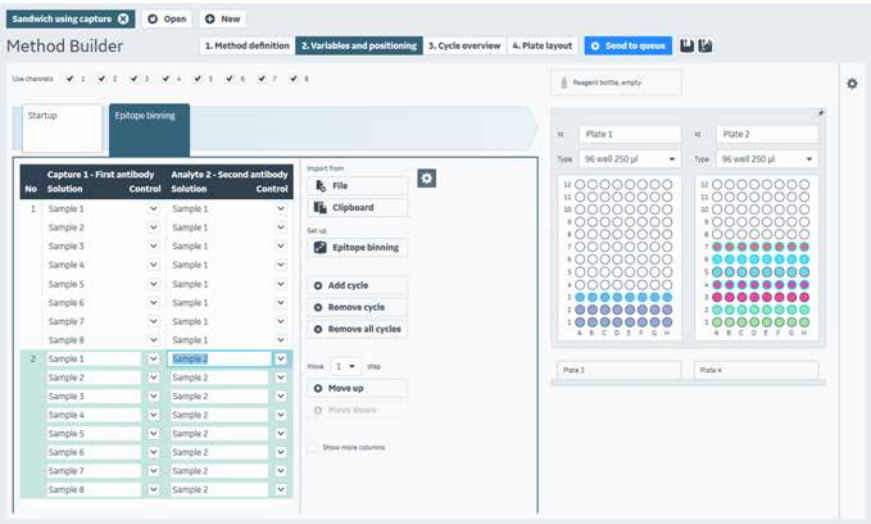 Sandwich using capture
Open
New
Method Builder
1. Method definition
2. Variables and positioning
3. Cycle overview
4. Plate layout
Send to queue
Use channels 1 2 3 4 5 6 7 8
Startup
Epitope binning
Capture 1 - First antibody Analyte 2 - Second antibody
No Solution Control Solution Control
1 Sample 1 Sample 1
Sample 2 Sample 1
Sample 3 Sample 1
Sample 4 Sample 1
Sample 5 Sample 1
Sample 6 Sample 1
Sample 7 Sample 1
Sample 8 Sample 1
2 Sample 1 Sample 2
Sample 2 Sample 2
Sample 3 Sample 2
Sample 4 Sample 2
Sample 5 Sample 2
Sample 6 Sample 2
Sample 7 Sample 2
Sample 8 Sample 2
Import from
File
Clipboard
Set up
Epitope binning
Add cycle
Remove cycle
Remove all cycles
Move 1 step
Move up
Move down
Show more columns
Reagent bottle, empty
Id Plate 1
Type 96 well 250 µl
12
11
10
9
8
7
6
5
4
3
2
1
A B C D E F G H
Id Plate 2
Type 96 well 250 µl
12
11
10
9
8
7
6
5
4
3
2
1
A B C D E F G H
Plate 3
Plate 4